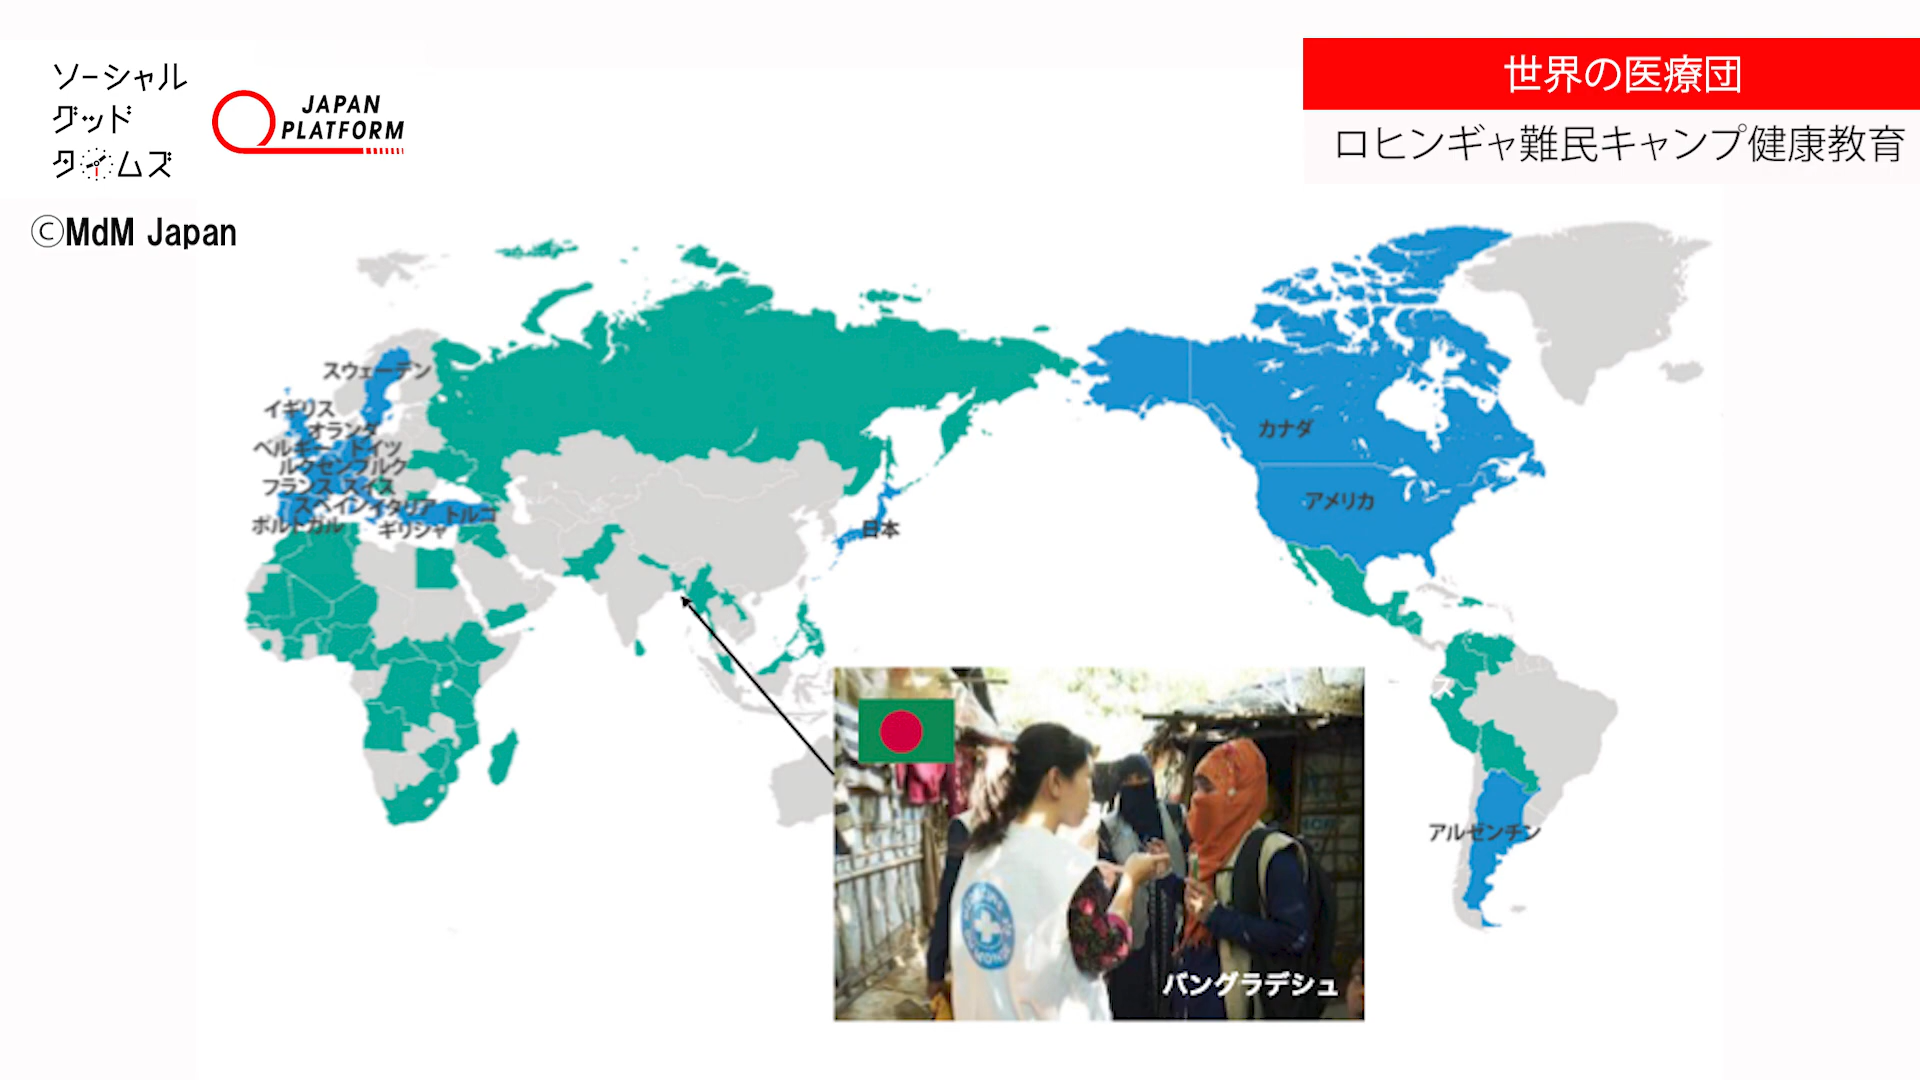 ソーシャル
グッド
タイムズ
JAPAN
PLATFORM
世界の医療団
ロヒンギャ難民キャンプ健康教育
©MdM Japan
スウェーデン
イギリス
オランダ
ベルギー ドイツ
ルクセンブルク
フランス スイス
スペイン イタリア トルコ
ポルトガル ギリシャ
日本
カナダ
アメリカ
ス
アルゼンチン
バングラデシュ